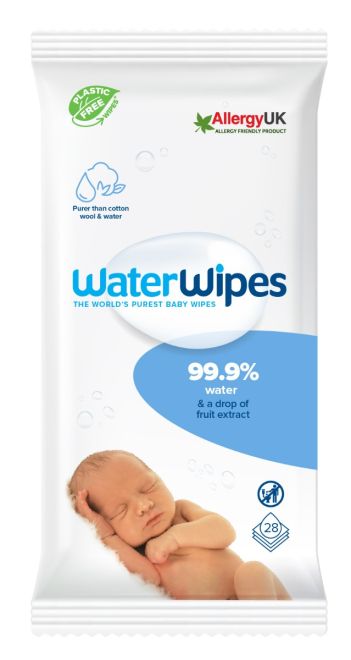 PLASTIC
FREE
WIPES
AllergyUK
ALLERGY FRIENDLY PRODUCT
Purer than cotton
wool & water
WaterWipes
THE WORLD'S PUREST BABY WIPES
99.9%
water
& a drop of
fruit extract
28